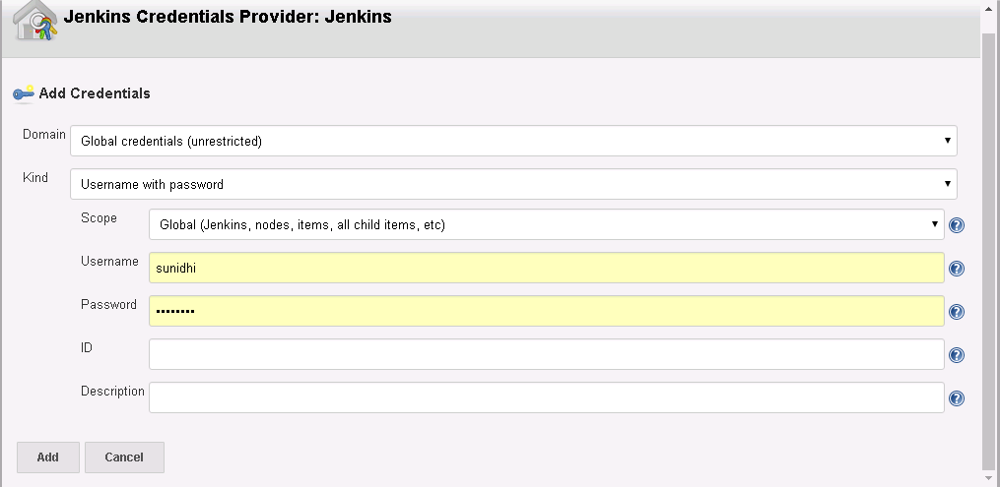 Jenkins Credentials Provider: Jenkins
Add Credentials
Domain Global credentials (unrestricted)
Kind Username with password
Scope Global (Jenkins, nodes, items, all child items, etc)
Username sunidhi
Password ••••••••
ID
Description
Add Cancel